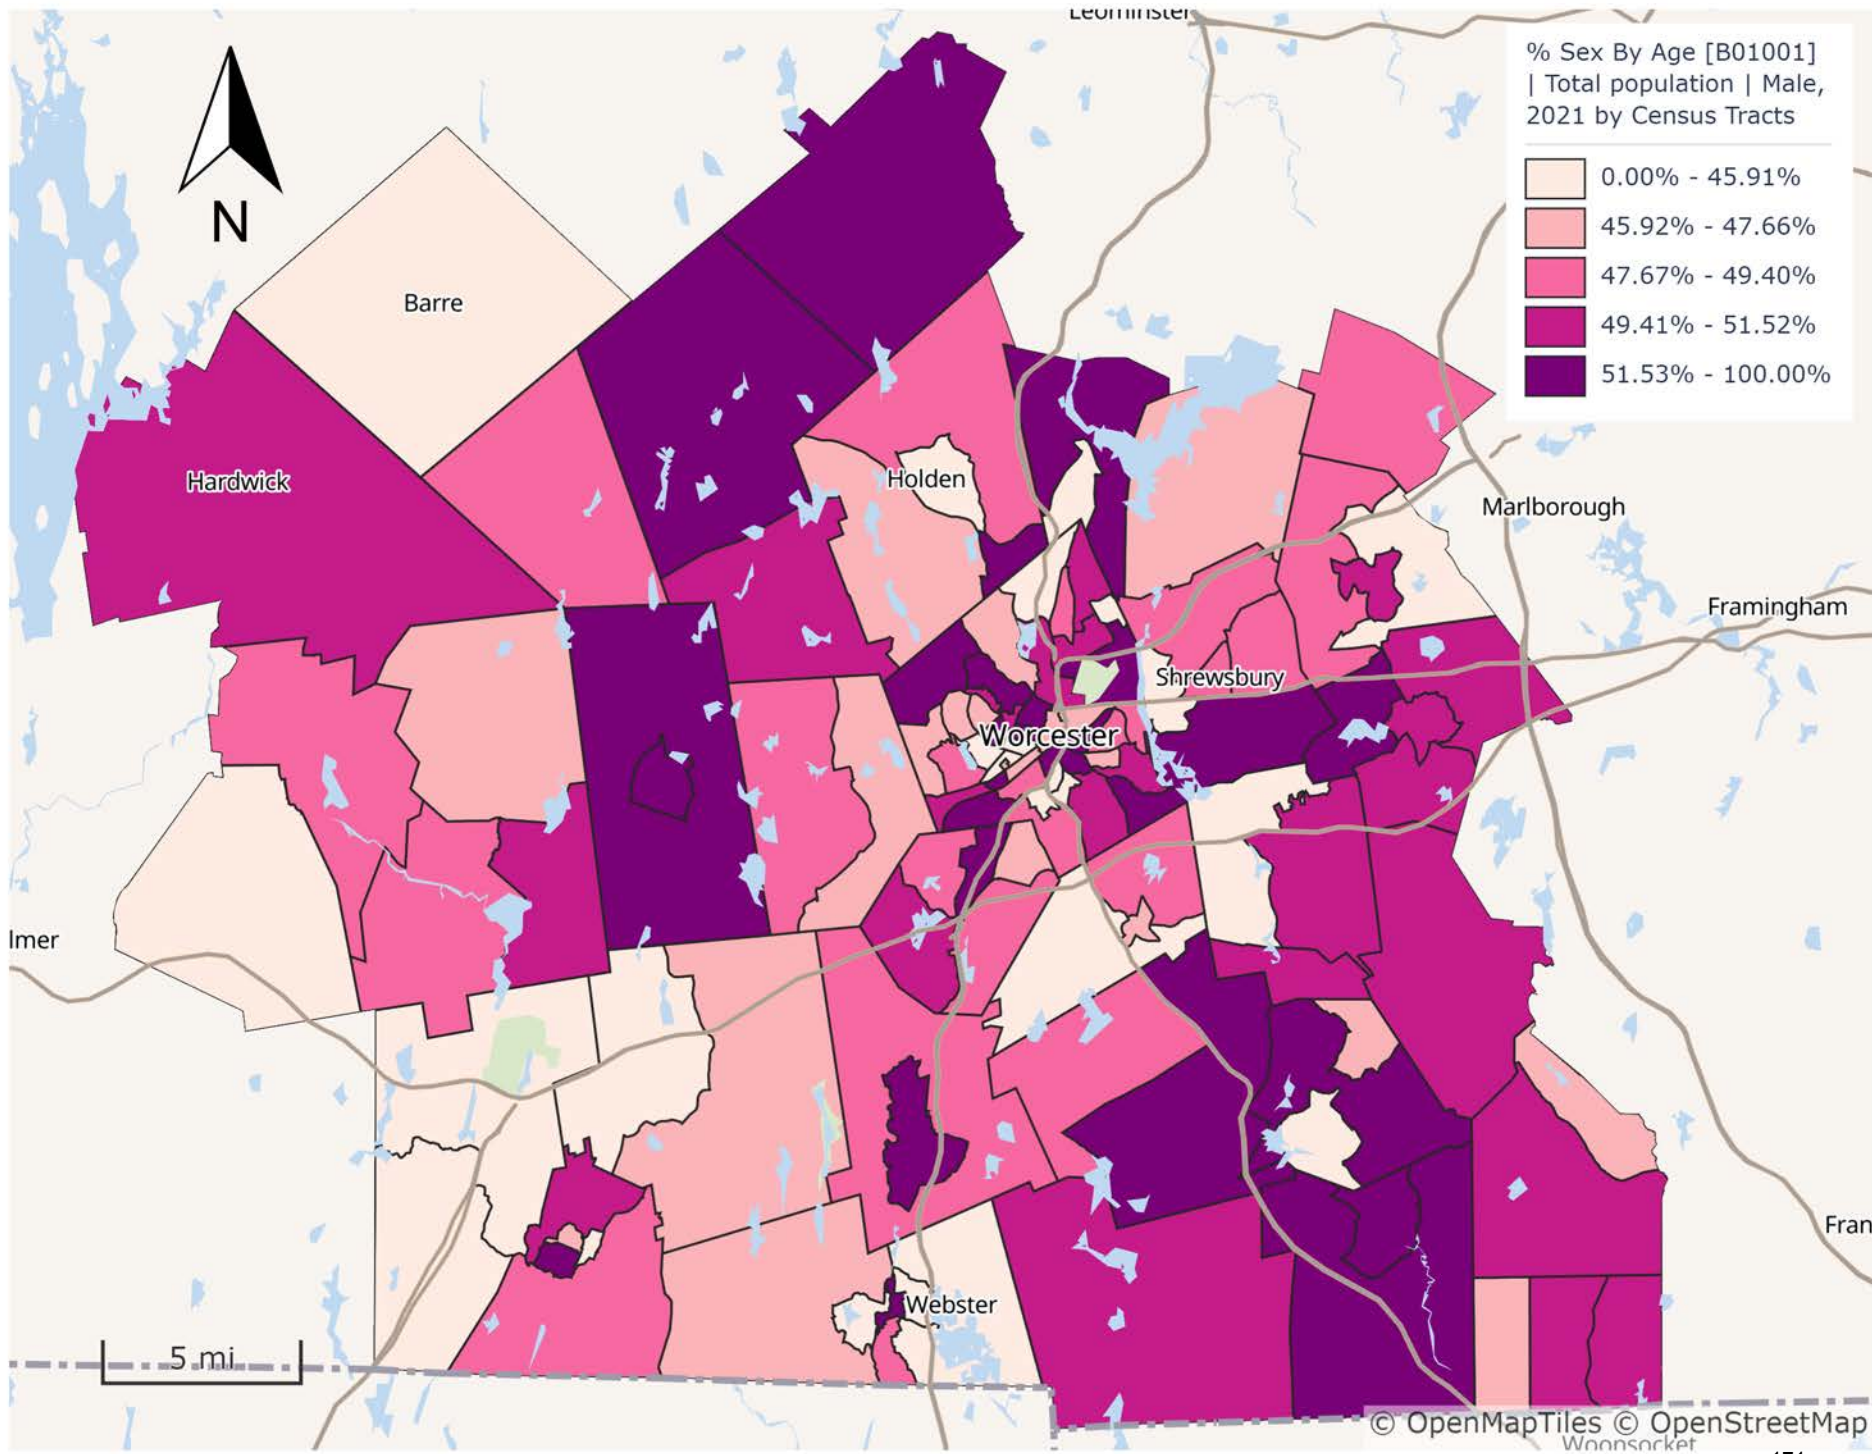 Leominster
% Sex By Age [B01001]
| Total population | Male,
2021 by Census Tracts
0.00% - 45.91%
45.92% - 47.66%
47.67% - 49.40%
49.41% - 51.52%
51.53% - 100.00%
N
Barre
Hardwick
Holden
Marlborough
Framingham
Shrewsbury
Worcester
lmer
Fran
Webster
5 mi
© OpenMapTiles © OpenStreetMap
Woonsocket